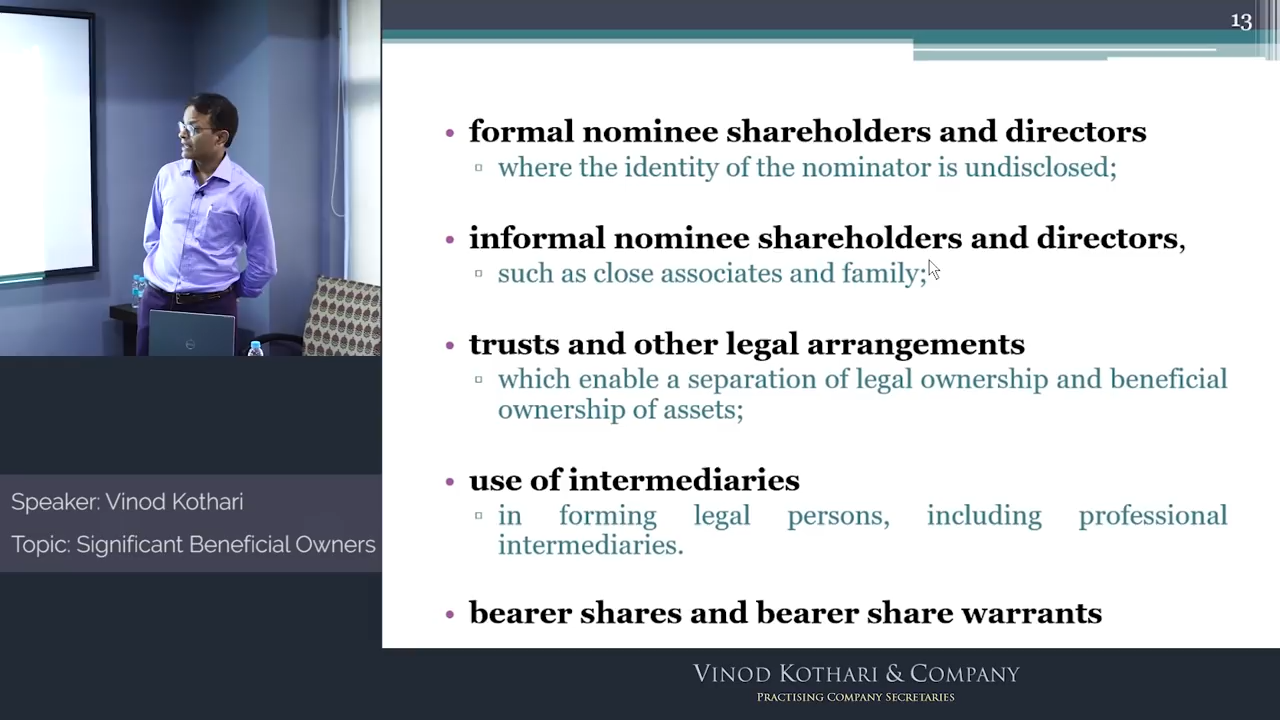 13
• formal nominee shareholders and directors
▫ where the identity of the nominator is undisclosed;
• informal nominee shareholders and directors,
▫ such as close associates and family;
• trusts and other legal arrangements
▫ which enable a separation of legal ownership and beneficial
ownership of assets;
• use of intermediaries
▫ in forming legal persons, including professional
intermediaries.
• bearer shares and bearer share warrants
Speaker: Vinod Kothari
Topic: Significant Beneficial Owners
VINOD KOTHARI & COMPANY
PRACTISING COMPANY SECRETARIES